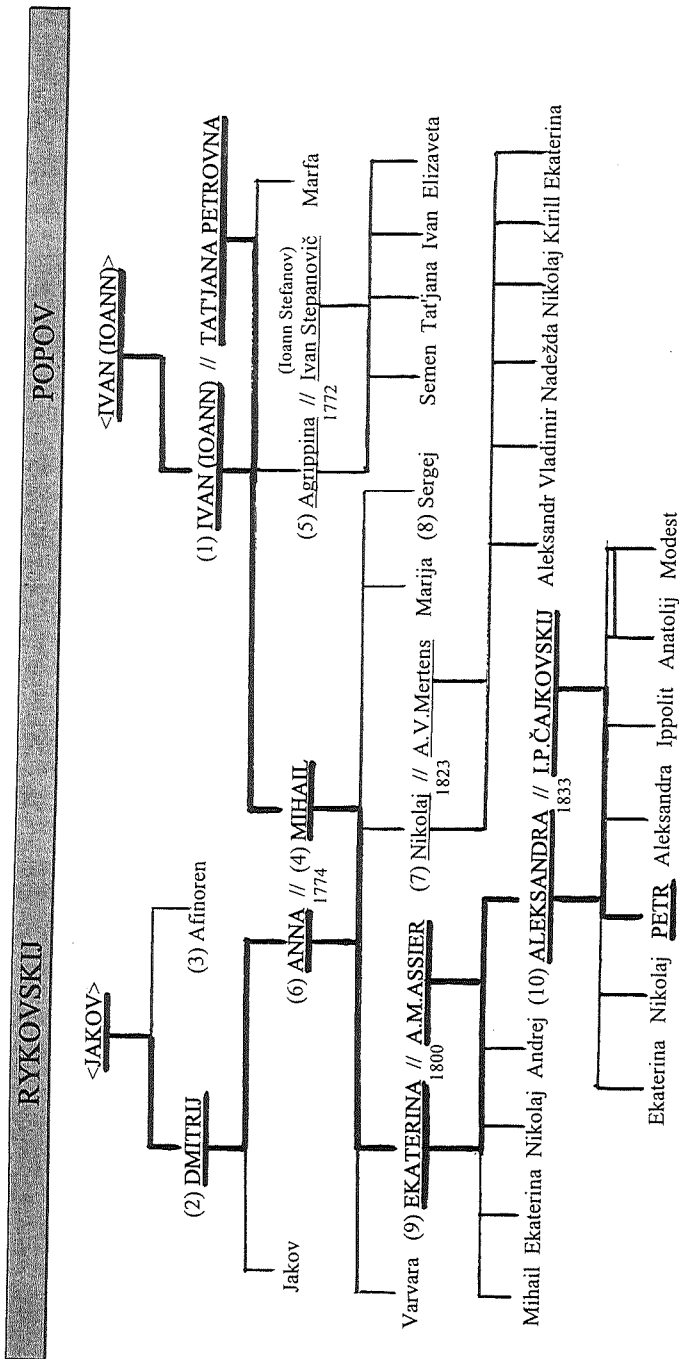 RYKOVSKIJ POPOV
<JAKOV> <IVAN (IOANN)>
(2) DMITRIJ (3) Afinoren (1) IVAN (IOANN) // TAT'JANA PETROVNA
Jakov (6) ANNA // (4) MIHAIL (5) Agrippina // Ivan Stepanovič Marfa
(Ioann Stefanov)
1774 1772
Varvara (9) EKATERINA // A.M.ASSIER (7) Nikolaj // A.V.Mertens Marija (8) Sergej Semen Tat'jana Ivan Elizaveta
1800 1823
Mihail Ekaterina Nikolaj Andrej (10) ALEKSANDRA // I.P.ČAJKOVSKIJ Aleksandr Vladimir Nadežda Nikolaj Kirill Ekaterina
1833
Ekaterina Nikolaj PETR Aleksandra Ippolit Anatolij Modest